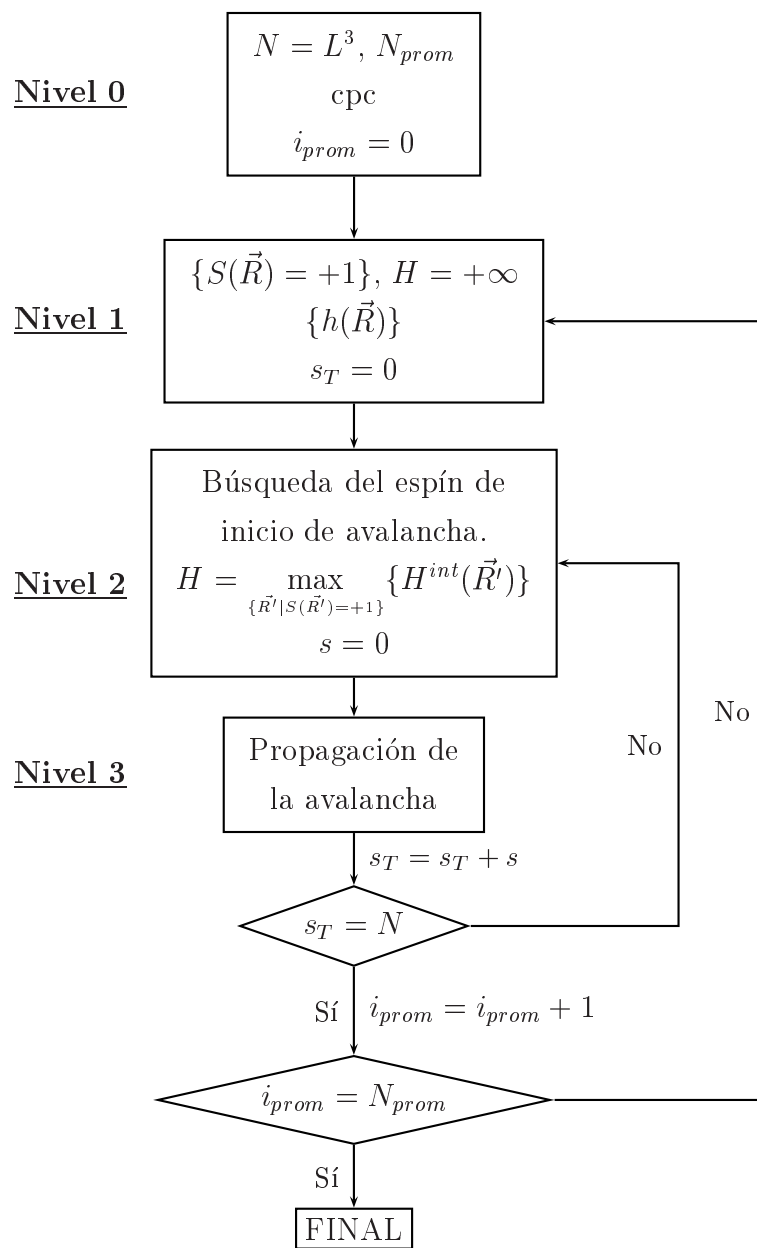 N = L³, N_prom
Nivel 0
cpc
i_prom = 0
{S(R⃗) = +1}, H = +∞
Nivel 1
{h(R⃗)}
s_T = 0
Búsqueda del espín de
inicio de avalancha.
Nivel 2
H = max {H^int(R⃗')}
{R⃗'|S(R⃗')=+1}
s = 0
No
No
Propagación de
Nivel 3
la avalancha
s_T = s_T + s
s_T = N
Sí
i_prom = i_prom + 1
i_prom = N_prom
Sí
FINAL